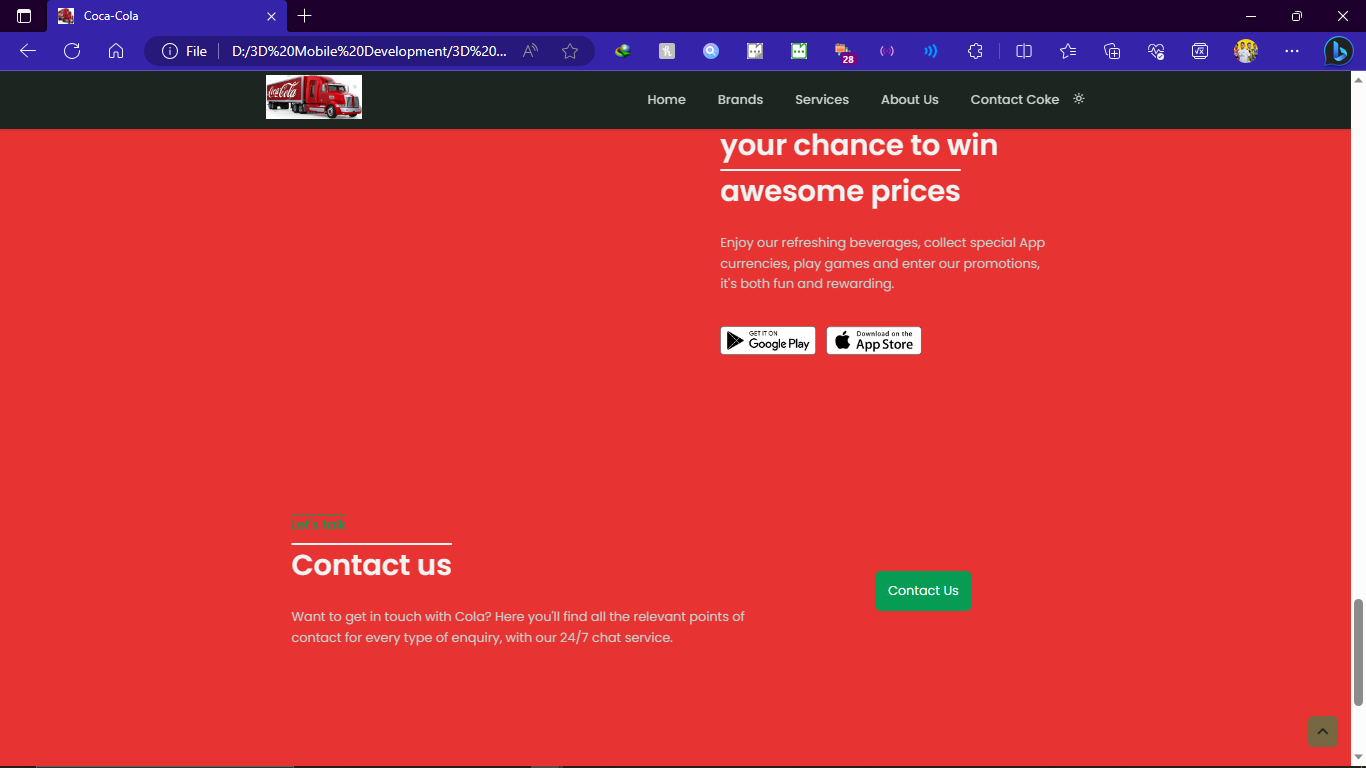 Coca-Cola
File
D:/3D%20Mobile%20Development/3D%20...
28
Coca-Cola
Home
Brands
Services
About Us
Contact Coke
your chance to win
awesome prices
Enjoy our refreshing beverages, collect special App
currencies, play games and enter our promotions,
it's both fun and rewarding.
GET IT ON
Google Play
Download on the
App Store
Let's talk
Contact us
Want to get in touch with Cola? Here you'll find all the relevant points of
contact for every type of enquiry, with our 24/7 chat service.
Contact Us